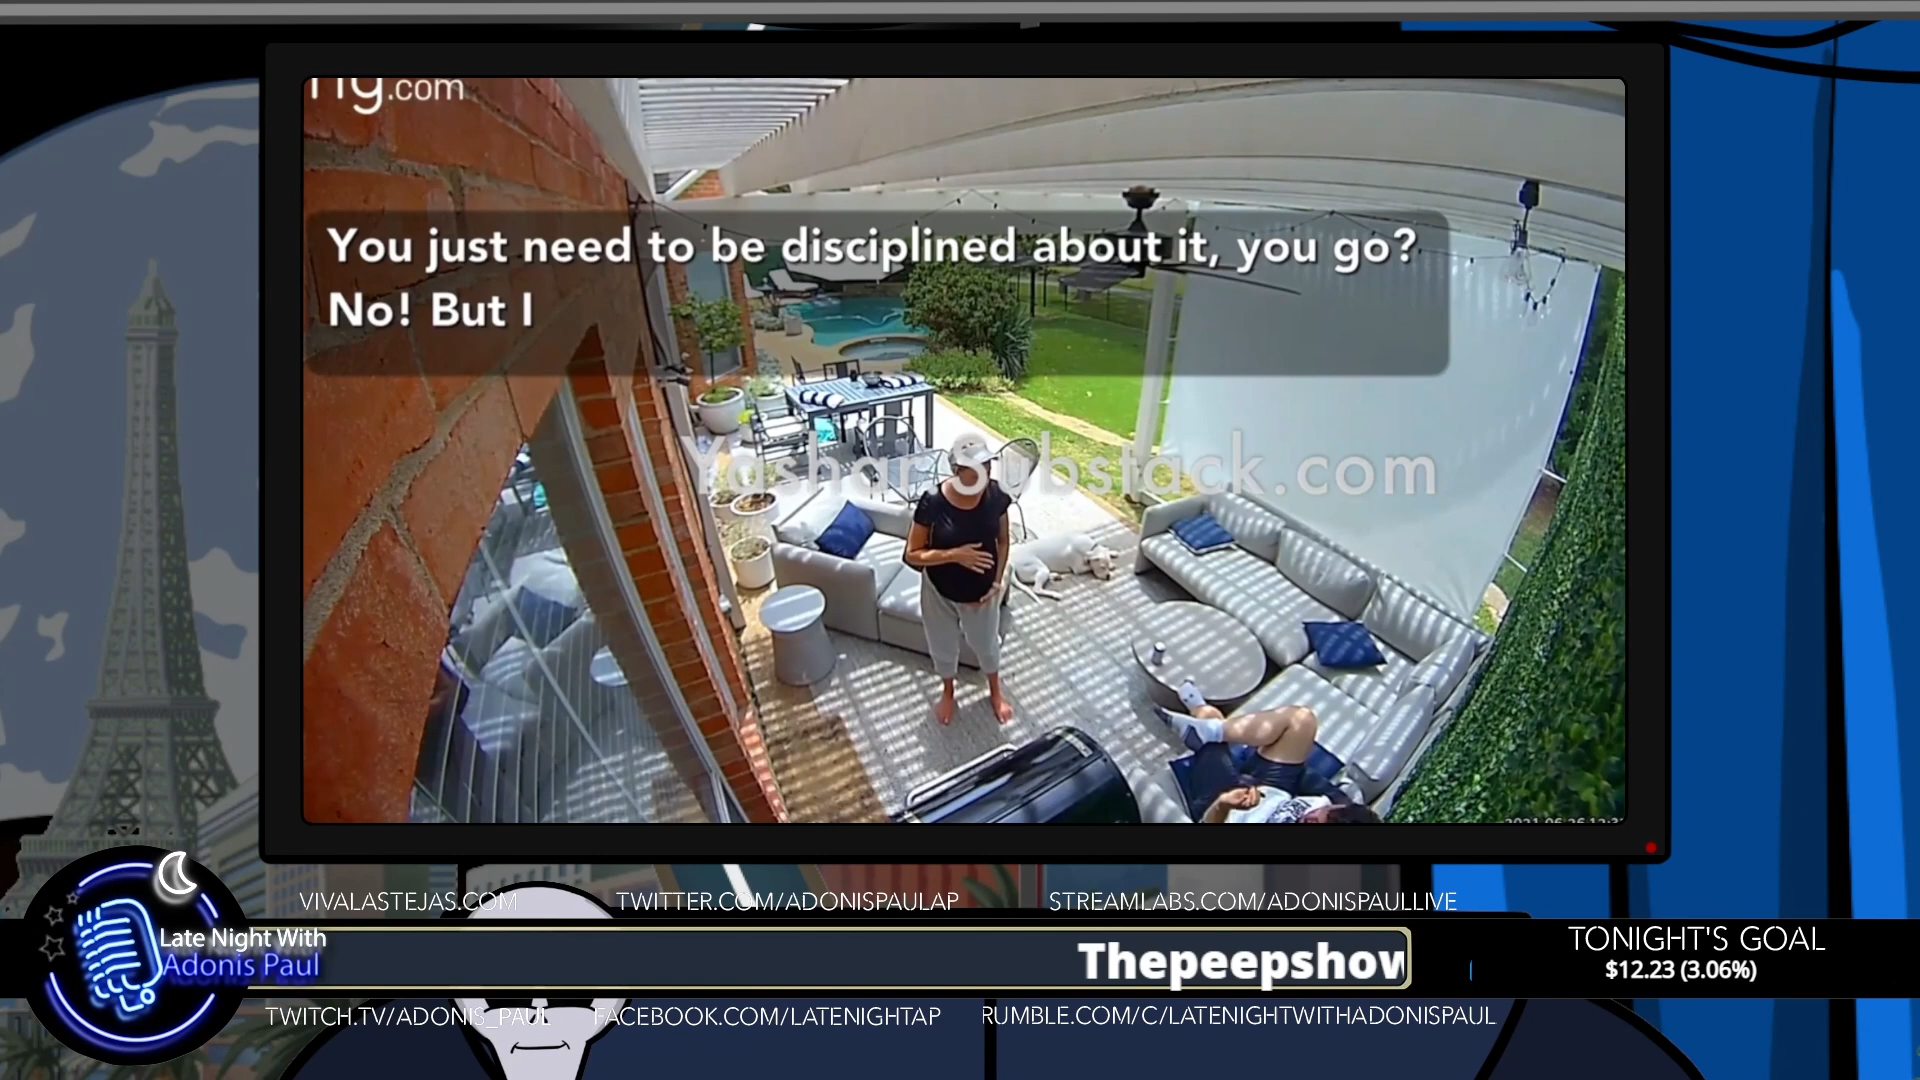 .com
You just need to be disciplined about it, you go?
No! But I
Yashar.Substack.com
VIVALASTEJAS.COM
TWITTER.COM/ADONISPAULAP
STREAMLABS.COM/ADONISPAULLIVE
Late Night With
Adonis Paul
Thepeepshow
TONIGHT'S GOAL
$12.23 (3.06%)
TWITCH.TV/ADONIS_PAUL
FACEBOOK.COM/LATENIGHTAP
RUMBLE.COM/C/LATENIGHTWITHADONISPAUL